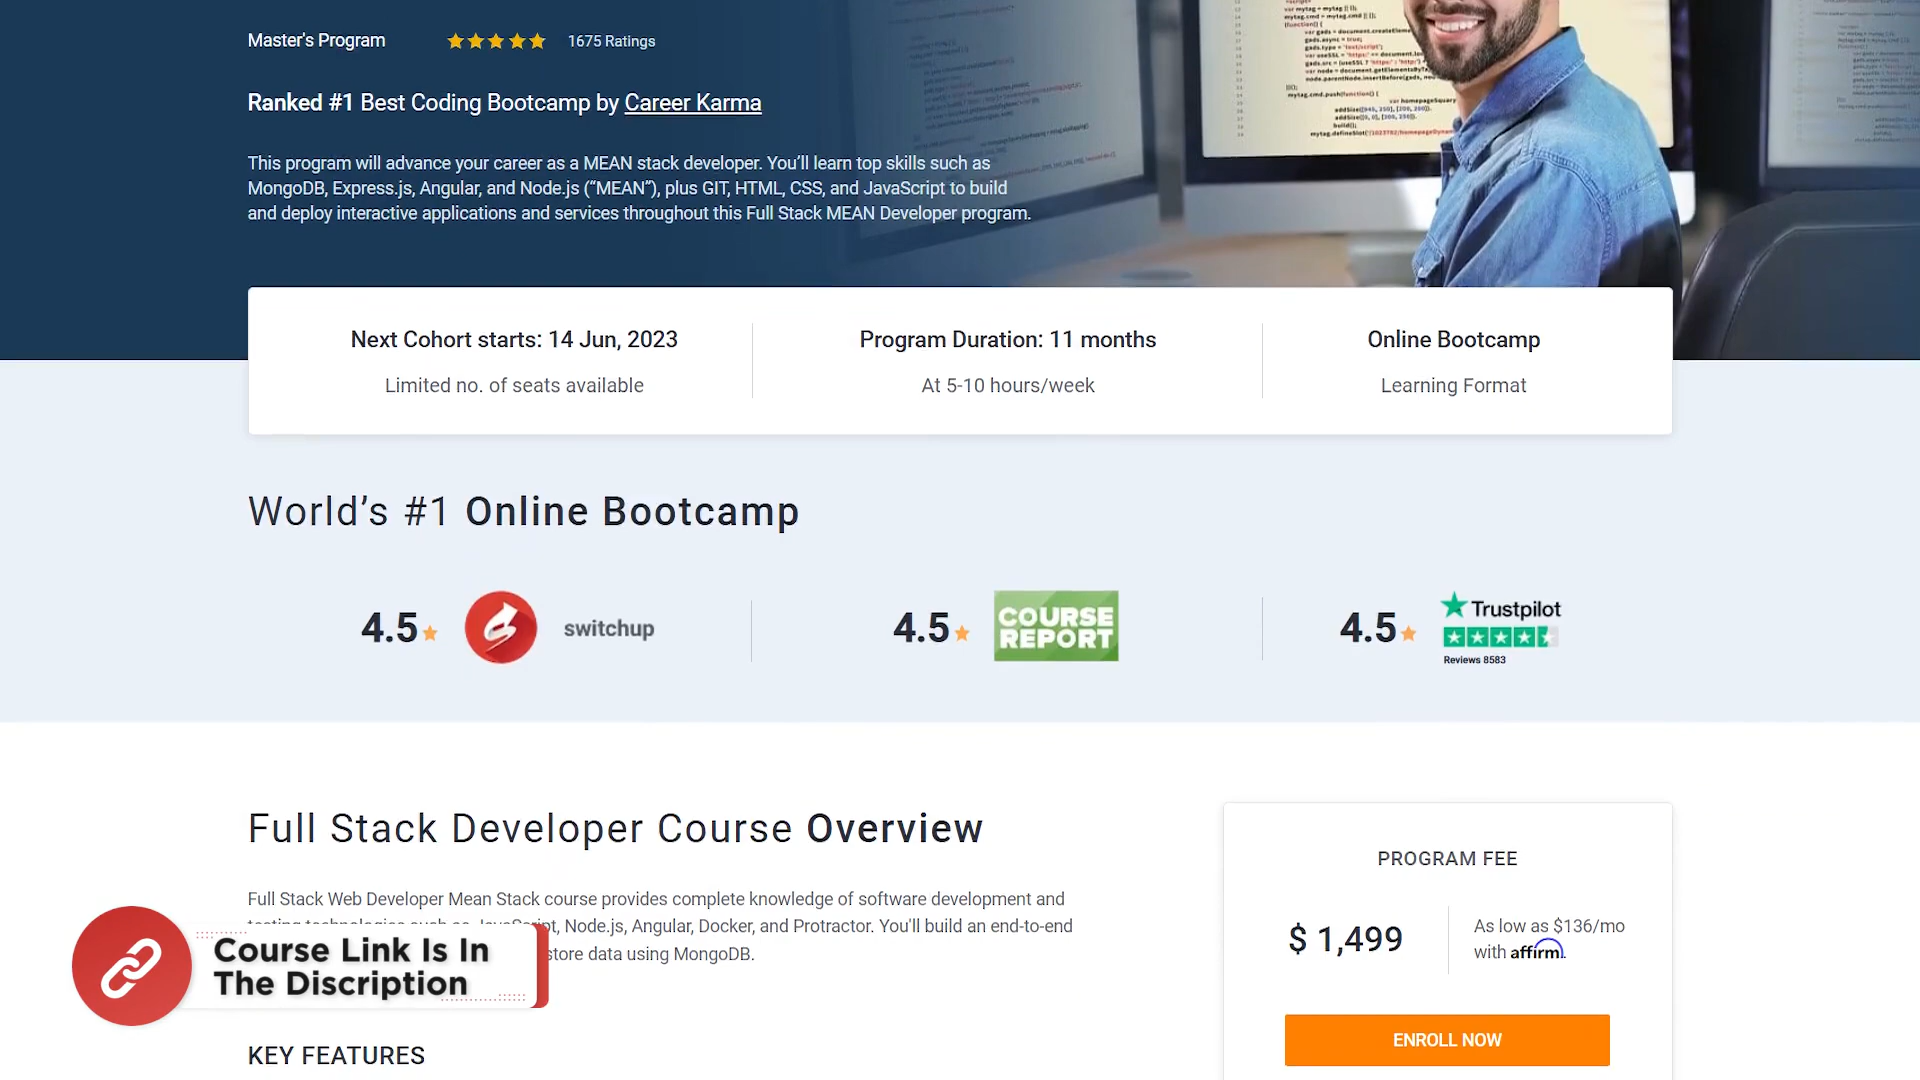 Master's Program
1675 Ratings
Ranked #1 Best Coding Bootcamp by Career Karma
This program will advance your career as a MEAN stack developer. You’ll learn top skills such as
MongoDB, Express.js, Angular, and Node.js (“MEAN”), plus GIT, HTML, CSS, and JavaScript to build
and deploy interactive applications and services throughout this Full Stack MEAN Developer program.
Next Cohort starts: 14 Jun, 2023
Limited no. of seats available
Program Duration: 11 months
At 5-10 hours/week
Online Bootcamp
Learning Format
World’s #1 Online Bootcamp
4.5
switchup
4.5
COURSE
REPORT
4.5
Trustpilot
Reviews 8583
Full Stack Developer Course Overview
Full Stack Web Developer Mean Stack course provides complete knowledge of software development and
Node.js, Angular, Docker, and Protractor. You'll build an end-to-end
store data using MongoDB.
Course Link Is In
The Discription
KEY FEATURES
PROGRAM FEE
$ 1,499
As low as $136/mo
with affirm
ENROLL NOW